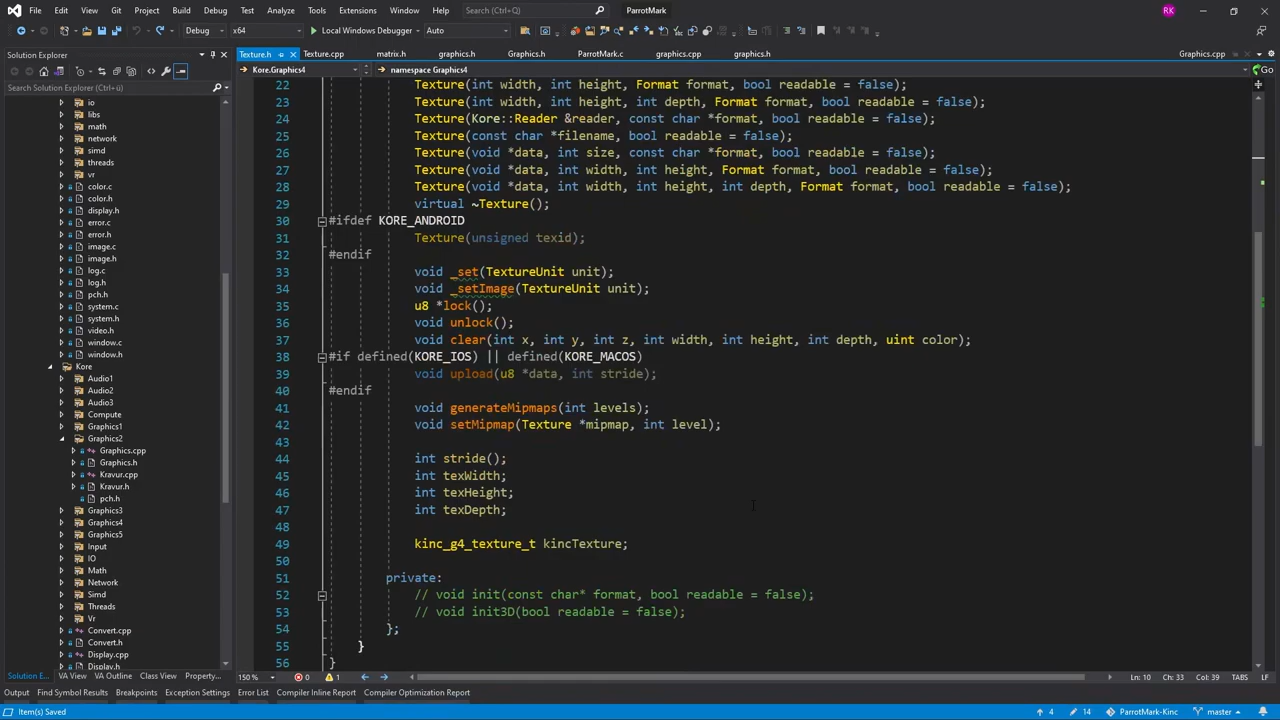 File Edit View Git Project Build Debug Test Analyze Tools Extensions Window Help Search (Ctrl+Q) ParrotMark RK
Debug x64 Local Windows Debugger Auto
Solution Explorer
Search Solution Explorer (Ctrl+ü)
io
libs
math
network
simd
threads
vr
color.c
color.h
display.h
error.c
error.h
image.c
image.h
log.c
log.h
pch.h
system.c
system.h
video.h
window.c
window.h
Kore
Audio1
Audio2
Audio3
Compute
Graphics1
Graphics2
Graphics.cpp
Graphics.h
Kravur.cpp
Kravur.h
pch.h
Graphics3
Graphics4
Graphics5
Input
IO
Math
Network
Simd
Threads
Vr
Convert.cpp
Convert.h
Display.cpp
Display.h
Solution E... VA View VA Outline Class View Property...
Texture.h Texture.cpp matrix.h graphics.h Graphics.h ParrotMark.c graphics.cpp graphics.h Graphics.cpp
Kore.Graphics4 namespace Graphics4 Go
22 Texture(int width, int height, Format format, bool readable = false);
23 Texture(int width, int height, int depth, Format format, bool readable = false);
24 Texture(Kore::Reader &reader, const char *format, bool readable = false);
25 Texture(const char *filename, bool readable = false);
26 Texture(void *data, int size, const char *format, bool readable = false);
27 Texture(void *data, int width, int height, Format format, bool readable = false);
28 Texture(void *data, int width, int height, int depth, Format format, bool readable = false);
29 virtual ~Texture();
30 #ifdef KORE_ANDROID
31 Texture(unsigned texid);
32 #endif
33 void _set(TextureUnit unit);
34 void _setImage(TextureUnit unit);
35 u8 *lock();
36 void unlock();
37 void clear(int x, int y, int z, int width, int height, int depth, uint color);
38 #if defined(KORE_IOS) || defined(KORE_MACOS)
39 void upload(u8 *data, int stride);
40 #endif
41 void generateMipmaps(int levels);
42 void setMipmap(Texture *mipmap, int level);
43
44 int stride();
45 int texWidth;
46 int texHeight;
47 int texDepth;
48
49 kinc_g4_texture_t kincTexture;
50
51 private:
52 // void init(const char* format, bool readable = false);
53 // void init3D(bool readable = false);
54 };
55 }
56 }
150 % 0 1 Ln: 10 Ch: 33 Col: 39 TABS LF
Output Find Symbol Results Breakpoints Exception Settings Error List Compiler Inline Report Compiler Optimization Report
Item(s) Saved 4 14 ParrotMark-Kinc master